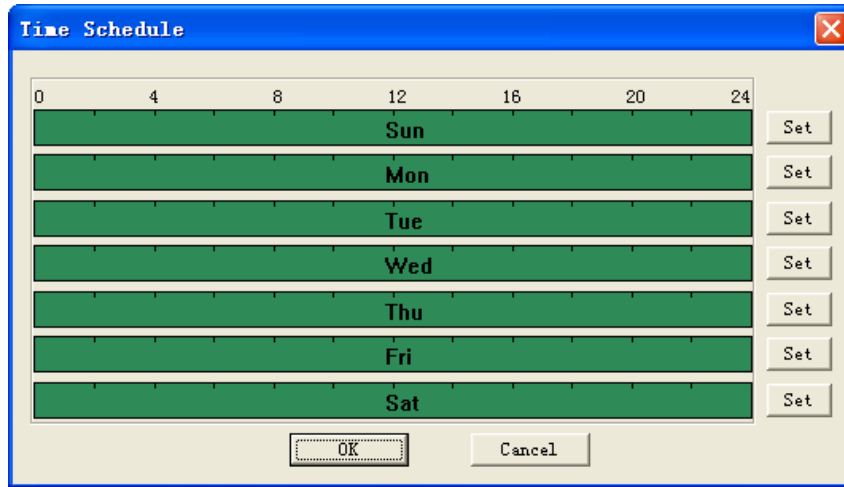 Time Schedule
0 4 8 12 16 20 24
Sun Set
Mon Set
Tue Set
Wed Set
Thu Set
Fri Set
Sat Set
OK Cancel